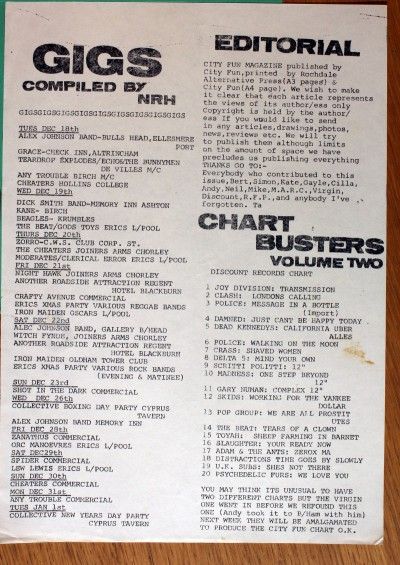 GIGS
COMPILED BY
NRH
GIGSGIGSGIGSGIGSGIGSGIGSGIGSGIGSGIGS
TUES DEC 18th
ALEX JOHNSON BAND-BULLS HEAD,ELLESMERE
PORT
GRACE-CHECK INN,ALTRINCHAM
TEARDROP EXPLODES/ECHO&THE BUNNYMEN
DE VILLES M/C
ANY TROUBLE BIRCH M/C
CHEATERS HOLLINS COLLEGE
WED DEC 19th
DICK SMITH BAND-MEMORY INN ASHTON
KANE- BIRCH
BEAGLES- KRUMBLES
THE BEAT/GODS TOYS ERICS L/POOL
THURS DEC 20th
ZORRO-C.W.S. CLUB CORP. ST.
THE CHEATERS JOINERS ARMS CHORLEY
MODERATES/CLERICAL ERROR ERICS L/POOL
FRI DEC 21st
NIGHT HAWK JOINERS ARMS CHORLEY
ANOTHER ROADSIDE ATTRACTION REGENT
HOTEL BLACKBURN
CRAFTY AVENUE COMMERCIAL
ERICS XMAS PARTY VARIOUS REGGAE BANDS
IRON MAIDEN OSCARS L/POOL
SAT DEC 22nd
ALEC JOHNSON BAND, GALLERY B/HEAD
WITCH FYNDE, JOINERS ARMS CHORLEY
ANOTHER ROADSIDE ATTRACTION REGENT
HOTEL BLACKBURN
IRON MAIDEN OLDHAM TOWER CLUB
ERICS XMAS PARTY VARIOUS ROCK BANDS
(EVENING & MATINEE)
SUN DEC 23rd
SHOT IN THE DARK COMMERCIAL
WED DEC 26th
COLLECTIVE BOXING DAY PARTY CYPRUS
TAVERN
ALEX JOHNSON BAND MEMORY INN
FRI DEC 28th
ZANATHUS COMMERCIAL
ORC MANOEVRES ERICS L/POOL
SAT DEC29th
SPIDER COMMERCIAL
LEW LEWIS ERICS L/POOL
SUN DEC 30th
CHEATERS COMMERCIAL
MON DEC 31st
ANY TROUBLE COMMERCIAL
TUES JAN 1st
COLLECTIVE NEW YEARS DAY PARTY
CYPRUS TAVERN
EDITORIAL
CITY FUN MAGAZINE published by
City Fun,printed by Rochdale
Alternative Press(A3 pages) &
City Fun(A4 page). We wish to make
it clear that each article represents
the views of its author/ess only
Copyright is held by the author/
ess If you would like to send
in any articles,drawings,photos,
news,reviews etc. We will try
to publish them although limits
on the amount of space we have
precludes us publishing everything
THANKS GO TO:-
Everybody who contributed to this
issue,Bert,Simon,Kate,Gayle,Cilla,
Andy,Neil,Mike,M.A.R.C,Virgin,
Discount,R.F.P.,and anybody I've
forgotten. Ta
CHART
BUSTERS
VOLUME TWO
DISCOUNT RECORDS CHART
1 JOY DIVISION: TRANSMISSION
2 CLASH: LONDONS CALLING
3 POLICE: MESSAGE IN A BOTTLE
(Import)
4 DAMNED: JUST CANT BE HAPPY TODAY
5 DEAD KENNEDYS: CALIFORNIA UBER
ALLES
6 POLICE: WALKING ON THE MOON
7 CRASS: SHAVED WOMEN
8 DELTA 5: MIND YOUR OWN
9 SCRITTI POLITTI: 12"
10 MADNESS: ONE STEP BEYOND
12"
11 GARY NUMAN: COMPLEX 12"
12 SKIDS: WORKING FOR THE YANKEE
DOLLAR
13 POP GROUP: WE ARE ALL PROSTIT
UTES
14 THE BEAT: TEARS OF A CLOWN
15 TOYAH: SHEEP FARMING IN BARNET
16 SLAUGHTER: YOUR READY NOW
17 ADAM & THE ANTS: ZEROX MA
18 DISTRACTIONS TIME GOES BY SLOWLY
19 U.K. SUBS: SHES NOT THERE
20 PSYCHEDELIC FURS: WE LOVE YOU
YOU MAY THINK ITS UNUSUAL TO HAVE
TWO DIFFERENT CHARTS BUT THE VIRGIN
ONE WENT IN BEFORE WE REFOUND THIS
ONE (Andy took it to B/Ham with him)
NEXT WEEK THEY WILL BE AMALGAMATED
TO PRODUCE THE CITY FUN CHART O.K.